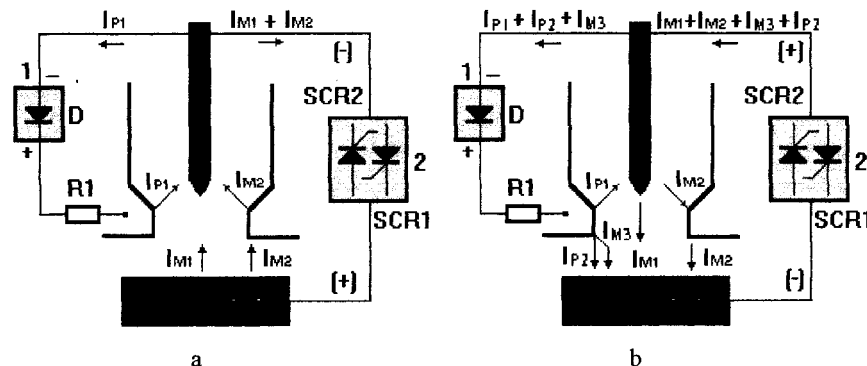 IP1
IM1 + IM2
(-)
1
−
D
+
SCR2
2
SCR1
R1
IP1
IM2
IM1
IM2
(+)
a
IP1 + IP2 + IM3
IM1+IM2+IM3+IP2
(+)
1
−
D
+
SCR2
2
SCR1
R1
IP1
IM2
IM3
IP2
IM1
IM2
(-)
b